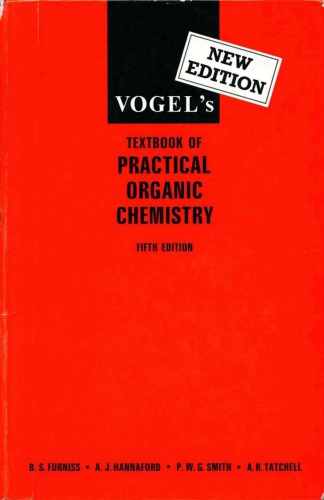 NEW
EDITION
VOGEL's
TEXTBOOK OF
PRACTICAL
ORGANIC
CHEMISTRY
FIFTH EDITION
B. S. FURNISS • A. J. HANNAFORD • P. W. G. SMITH • A. R. TATCHELL